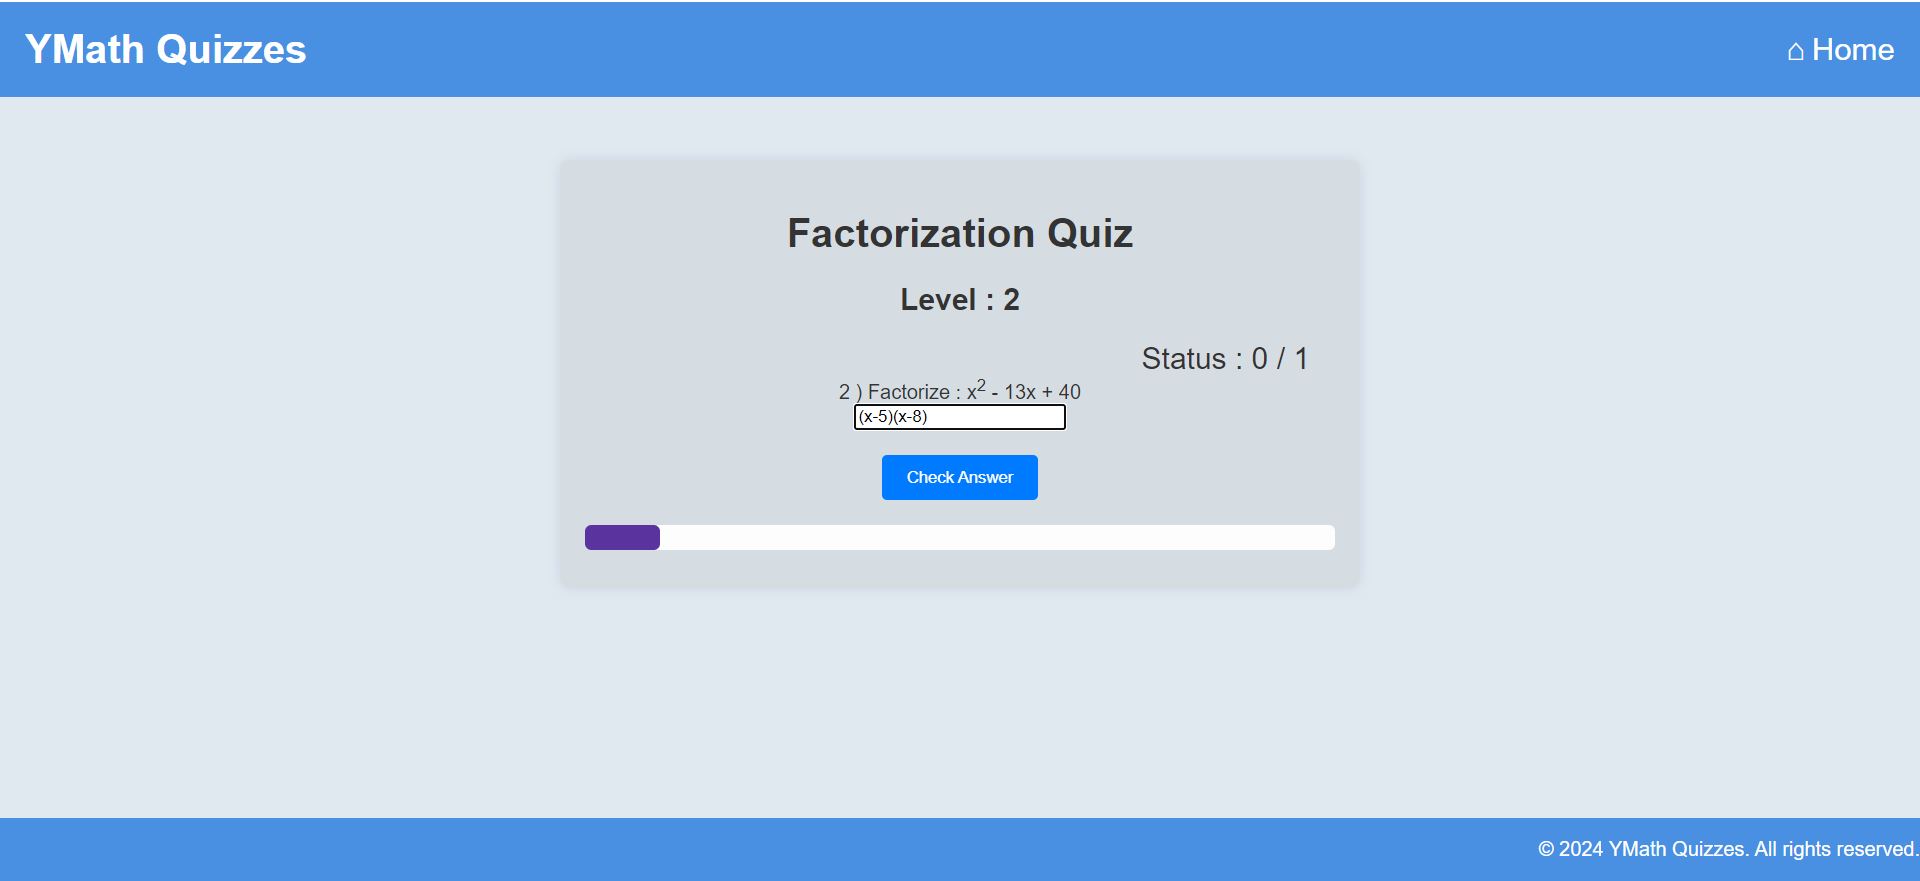 YMath Quizzes
⌂ Home
Factorization Quiz
Level : 2
Status : 0 / 1
2 ) Factorize : x² - 13x + 40
(x-5)(x-8)
Check Answer
© 2024 YMath Quizzes. All rights reserved.